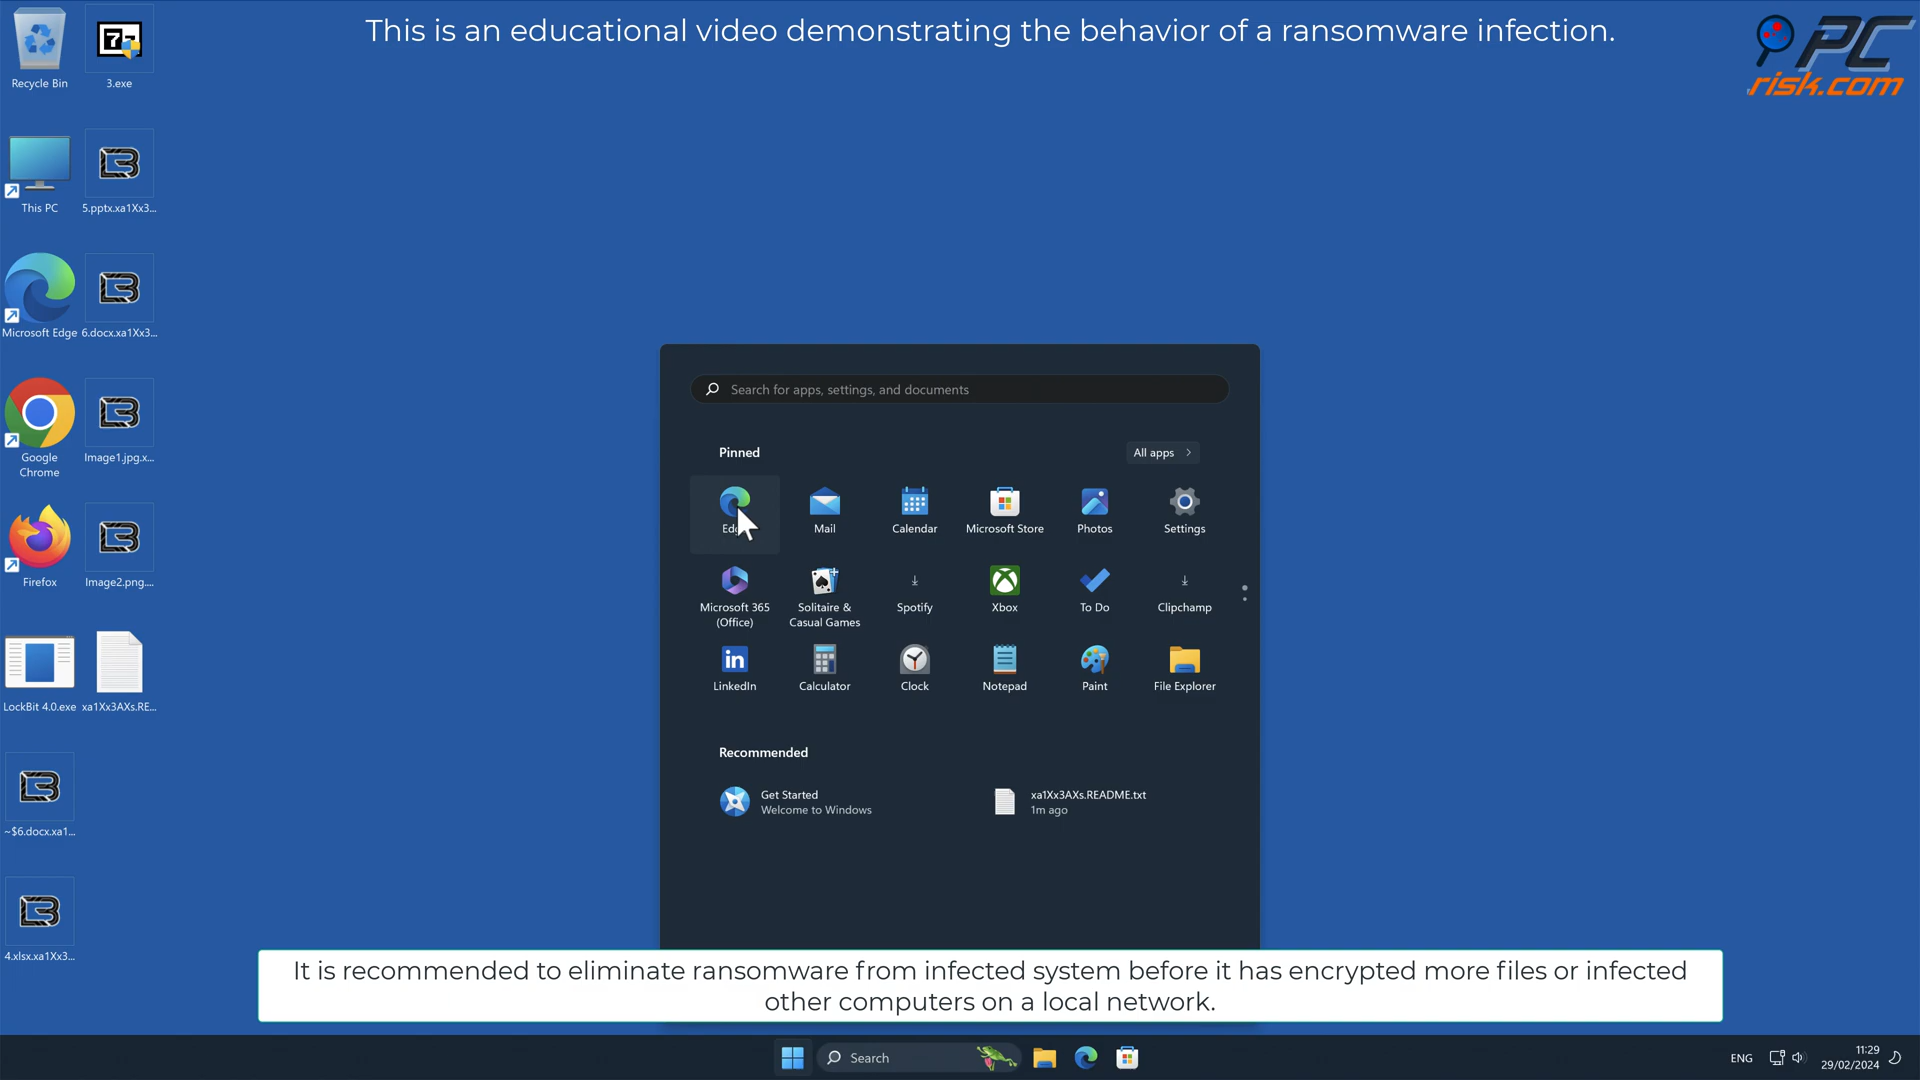 This is an educational video demonstrating the behavior of a ransomware infection.
PC
risk.com
Recycle Bin
3.exe
This PC
5.pptx.xa1Xx3...
Microsoft Edge
6.docx.xa1Xx3...
Google
Chrome
Image1.jpg.x...
Firefox
Image2.png....
LockBit 4.0.exe
xa1Xx3AXs.RE...
~$6.docx.xa1...
4.xlsx.xa1Xx3...
Search for apps, settings, and documents
Pinned
All apps
Mail
Calendar
Microsoft Store
Photos
Settings
Microsoft 365
(Office)
Solitaire &
Casual Games
Spotify
Xbox
To Do
Clipchamp
LinkedIn
Calculator
Clock
Notepad
Paint
File Explorer
Recommended
Get Started
Welcome to Windows
xa1Xx3AXs.README.txt
1m ago
It is recommended to eliminate ransomware from infected system before it has encrypted more files or infected
other computers on a local network.
Search
ENG
11:29
29/02/2024